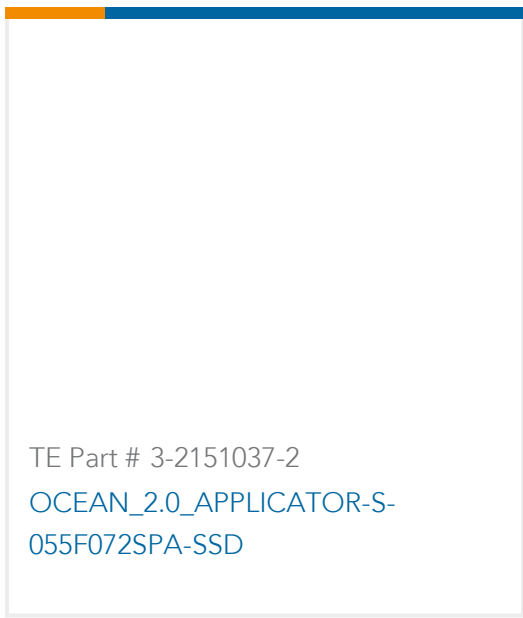 TE Part # 3-2151037-2
OCEAN_2.0_APPLICATOR-S-
055F072SPA-SSD